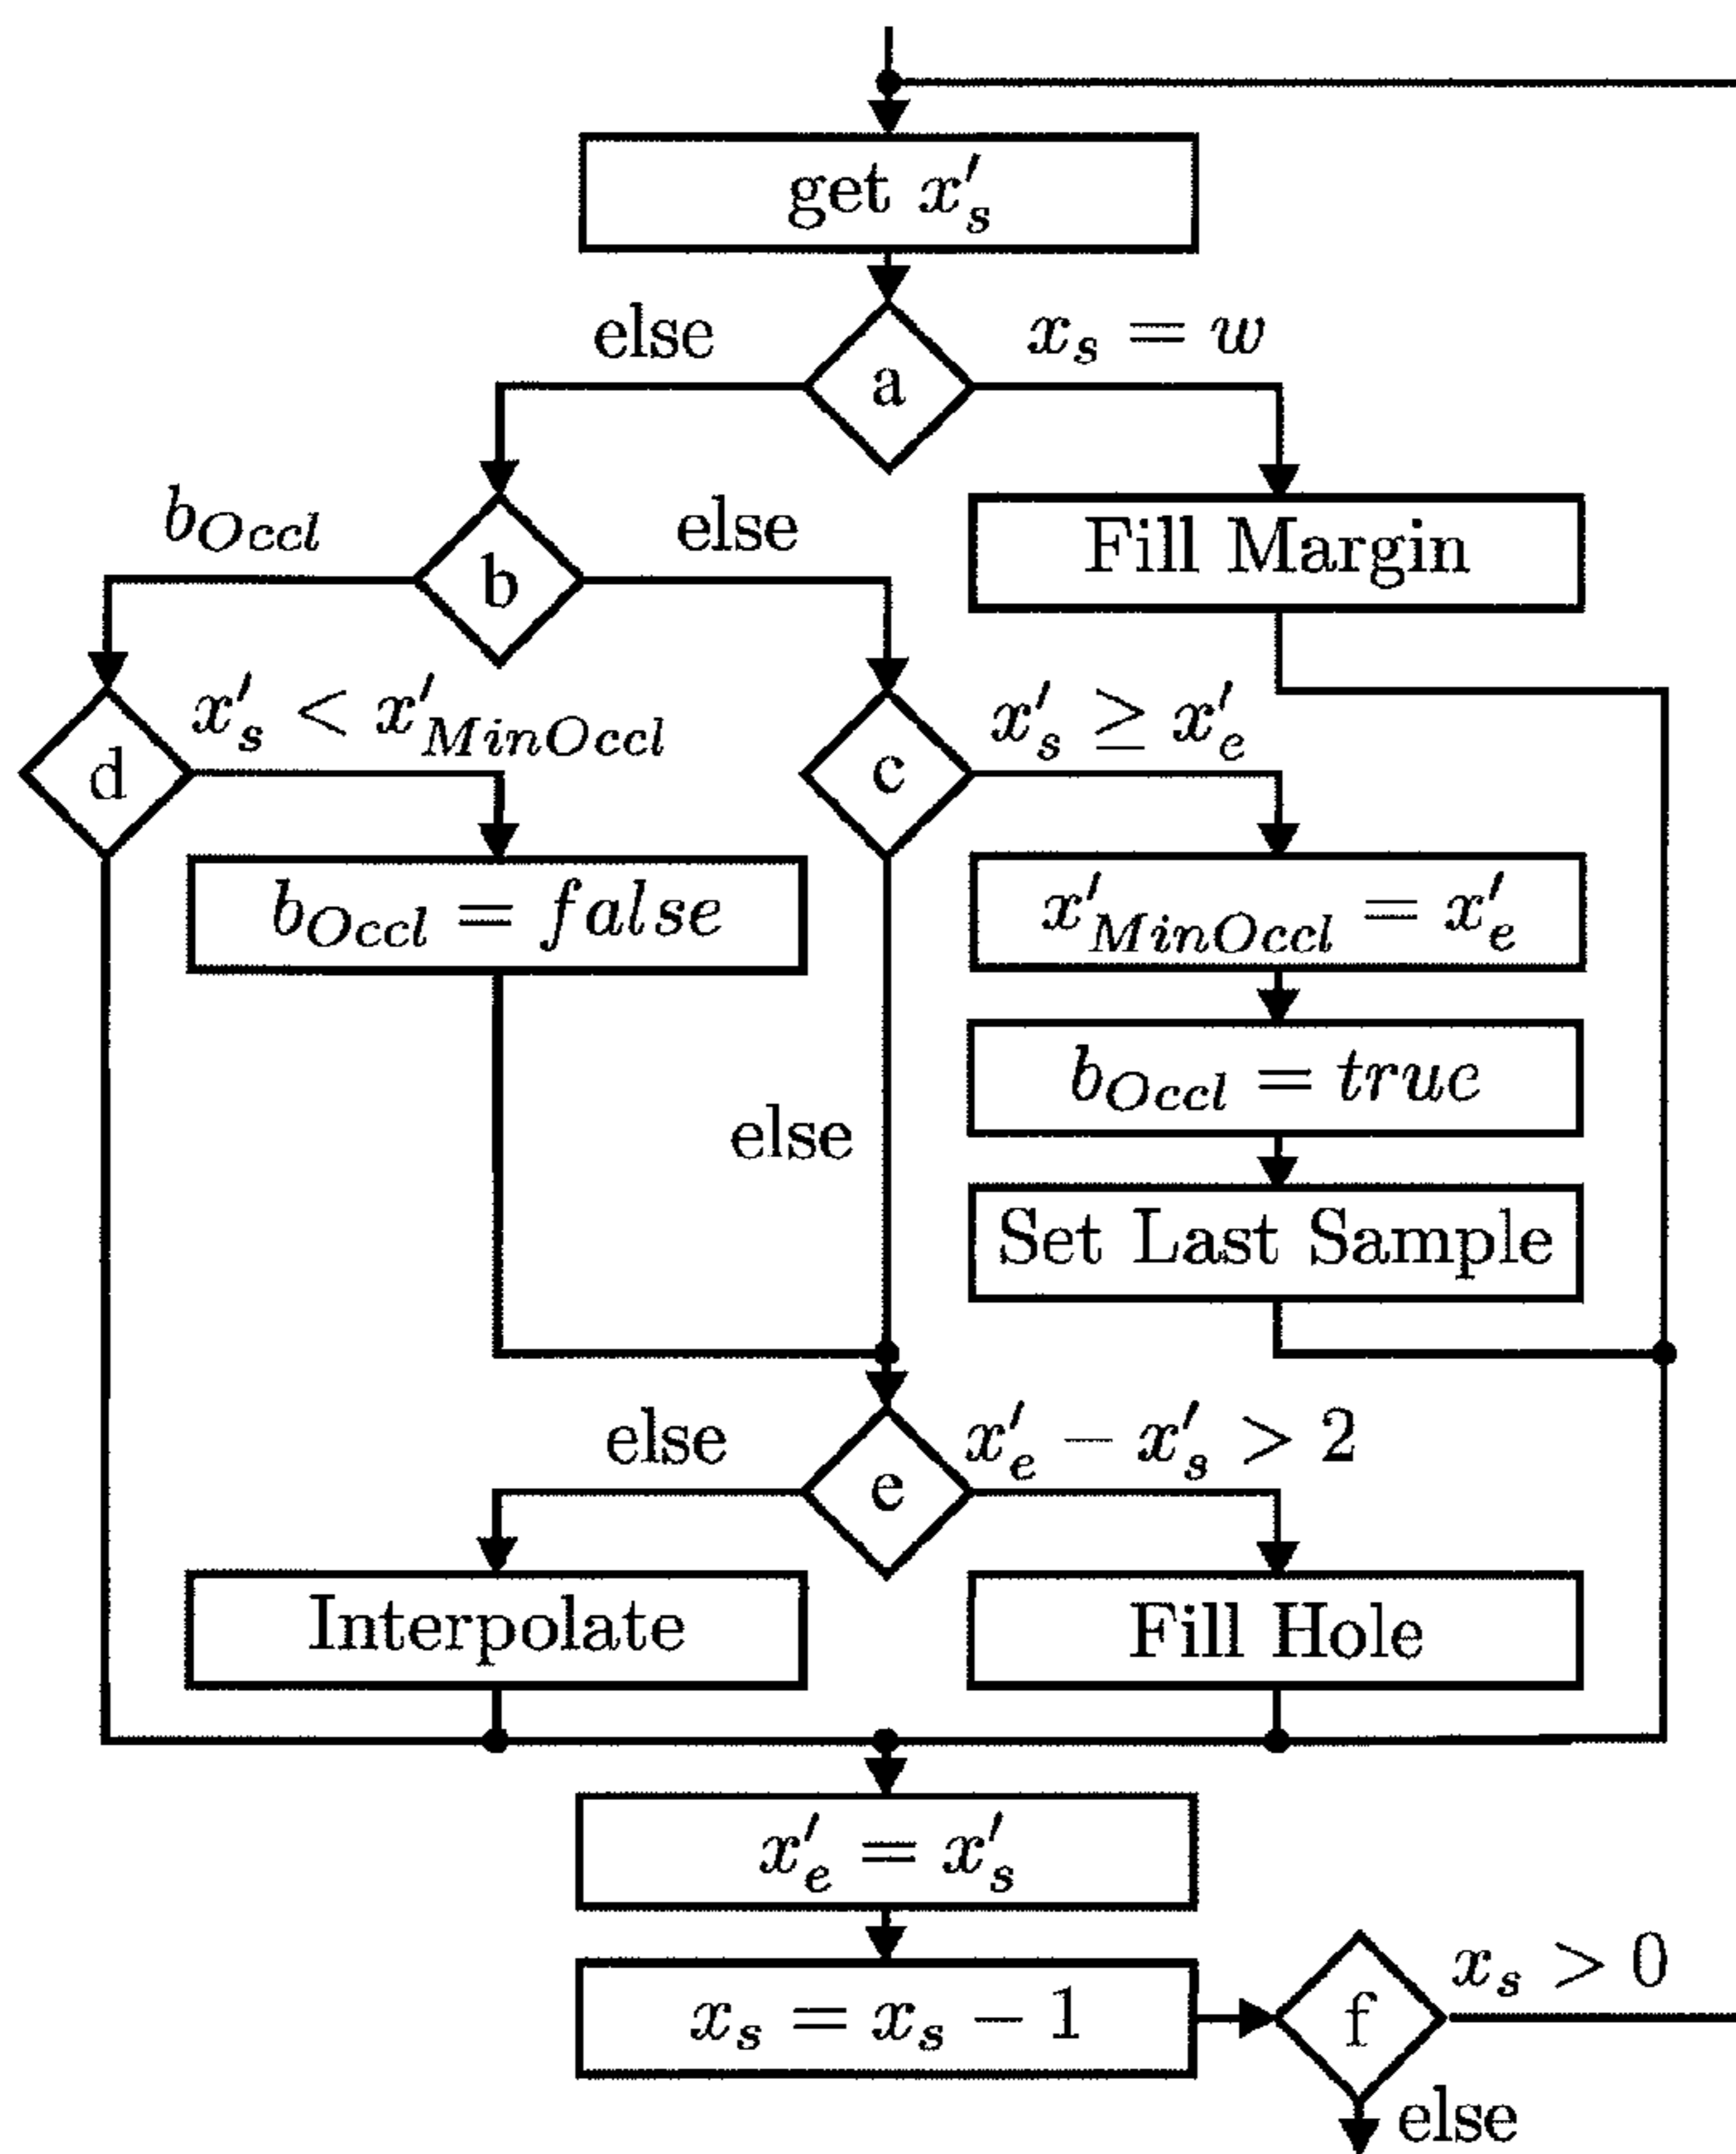 get x′_s
else
x_s = w
a
b_Occl
else
Fill Margin
b
x′_s < x′_MinOccl
x′_s ≥ x′_e
d
c
b_Occl = false
x′_MinOccl = x′_e
b_Occl = true
else
Set Last Sample
else
x′_e − x′_s > 2
e
Interpolate
Fill Hole
x′_e = x′_s
x_s > 0
x_s = x_s − 1
f
else